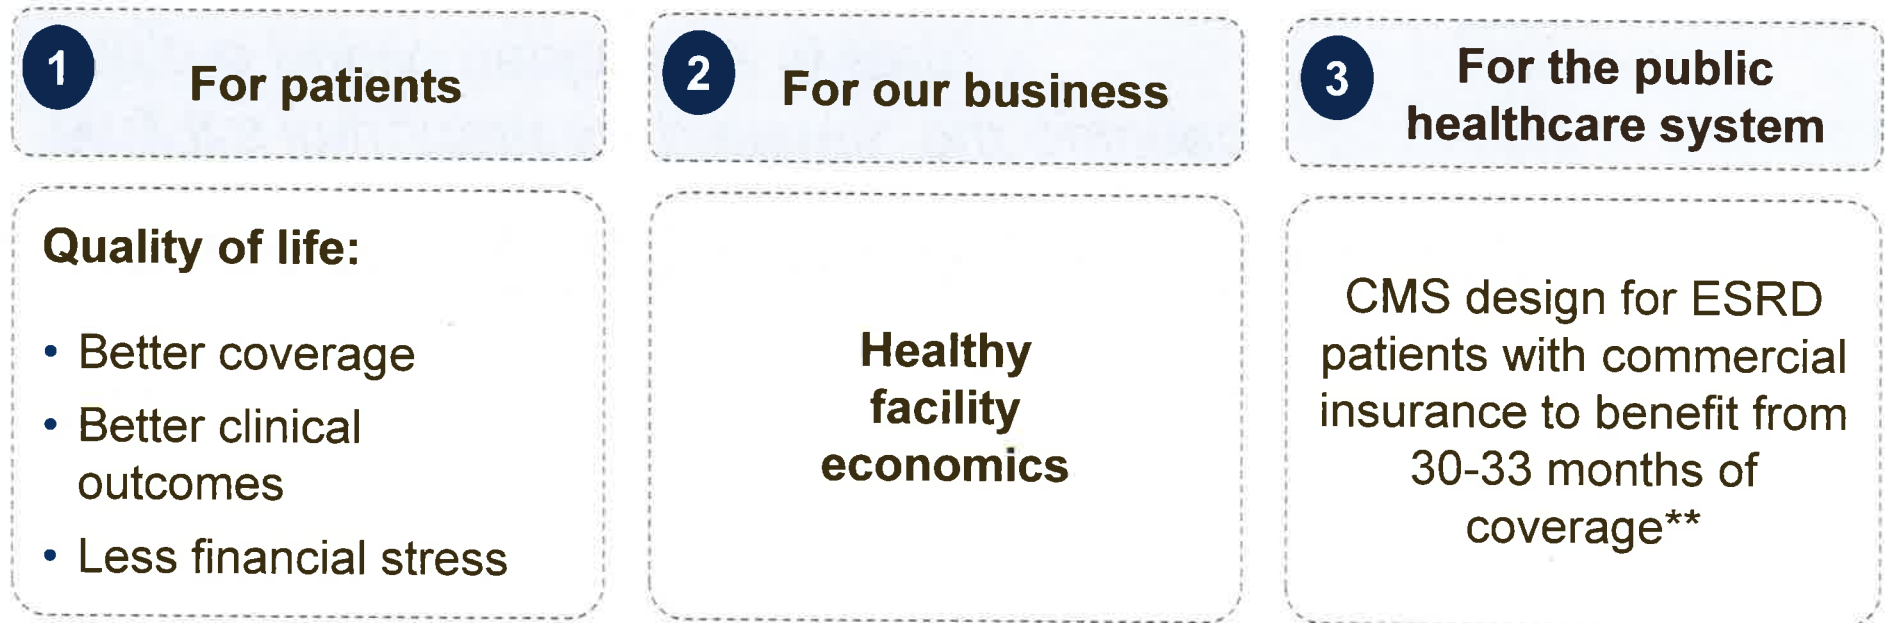 1
For patients
Quality of life:
• Better coverage
• Better clinical
outcomes
• Less financial stress
2
For our business
Healthy
facility
economics
3
For the public
healthcare system
CMS design for ESRD
patients with commercial
insurance to benefit from
30-33 months of
coverage**